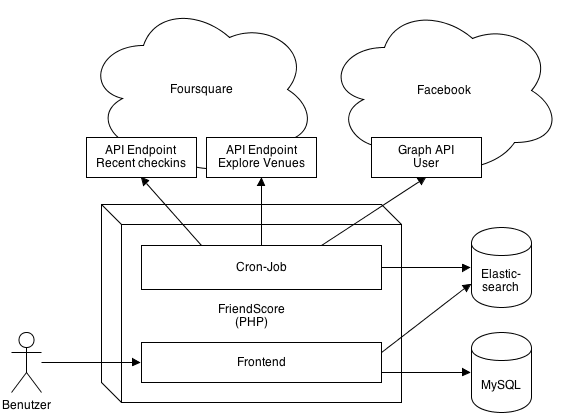 Foursquare
Facebook
API Endpoint
Recent checkins
API Endpoint
Explore Venues
Graph API
User
Cron-Job
Elastic-
search
FriendScore
(PHP)
Frontend
MySQL
Benutzer